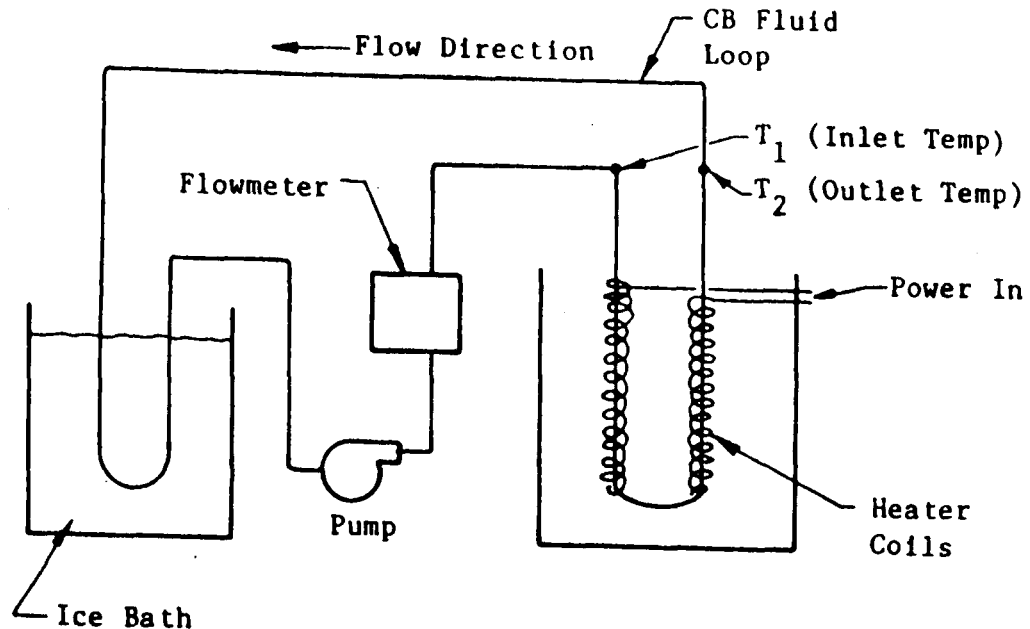 CB Fluid
Loop
Flow Direction
T1 (Inlet Temp)
Flowmeter
T2 (Outlet Temp)
Power In
Pump
Heater
Coils
Ice Bath